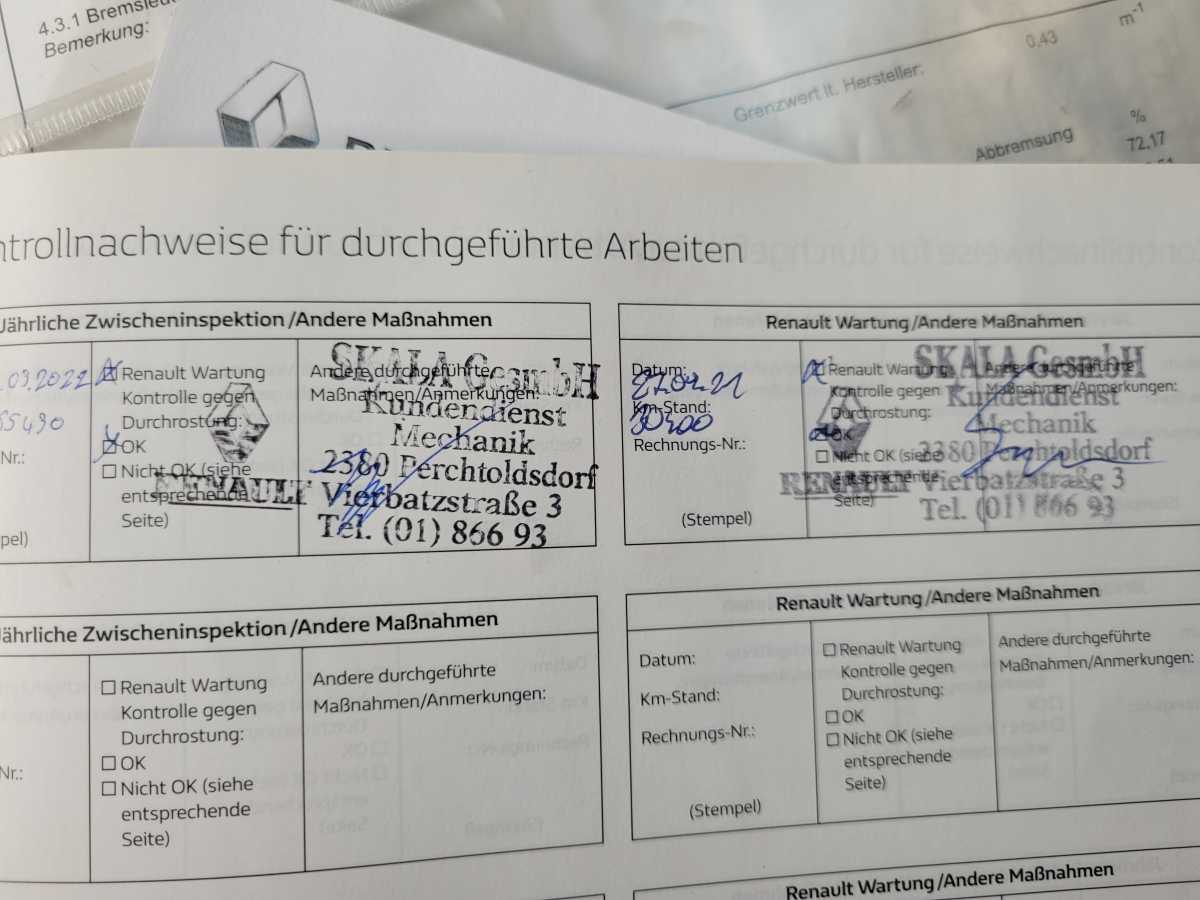 4.3.1
Bemerkung:
0,43
m-1
Grenzwert lt. Hersteller:
%
Abbremsung
72,17
ntrollnachweise für durchgeführte Arbeiten
Jährliche Zwischeninspektion/Andere Maßnahmen
.09.2022
55490
Nr.:
pel)
Renault Wartung
Kontrolle gegen
Durchrostung:
OK
Nicht OK (siehe
entsprechende
Seite)
Andere durchgeführte
Maßnahmen/Anmerkungen:
SKALA GesmbH
Kundendienst
Mechanik
2380 Perchtoldsdorf
RENAULT Vierbatzstraße 3
Tel. (01) 866 93
Renault Wartung/Andere Maßnahmen
Datum:
Km-Stand:
30400
Rechnungs-Nr.:
(Stempel)
Renault Wartung
Kontrolle gegen
Durchrostung:
OK
Nicht OK (siehe
entsprechende
Seite)
Andere durchgeführte
Maßnahmen/Anmerkungen:
SKALA GesmbH
Kundendienst
Mechanik
2380 Perchtoldsdorf
RENAULT Vierbatzstraße 3
Tel. (01) 866 93
Jährliche Zwischeninspektion/Andere Maßnahmen
Nr.:
Renault Wartung
Kontrolle gegen
Durchrostung:
OK
Nicht OK (siehe
entsprechende
Seite)
Andere durchgeführte
Maßnahmen/Anmerkungen:
Renault Wartung/Andere Maßnahmen
Datum:
Km-Stand:
Rechnungs-Nr.:
(Stempel)
Renault Wartung
Kontrolle gegen
Durchrostung:
OK
Nicht OK (siehe
entsprechende
Seite)
Andere durchgeführte
Maßnahmen/Anmerkungen:
Renault Wartung/Andere Maßnahmen